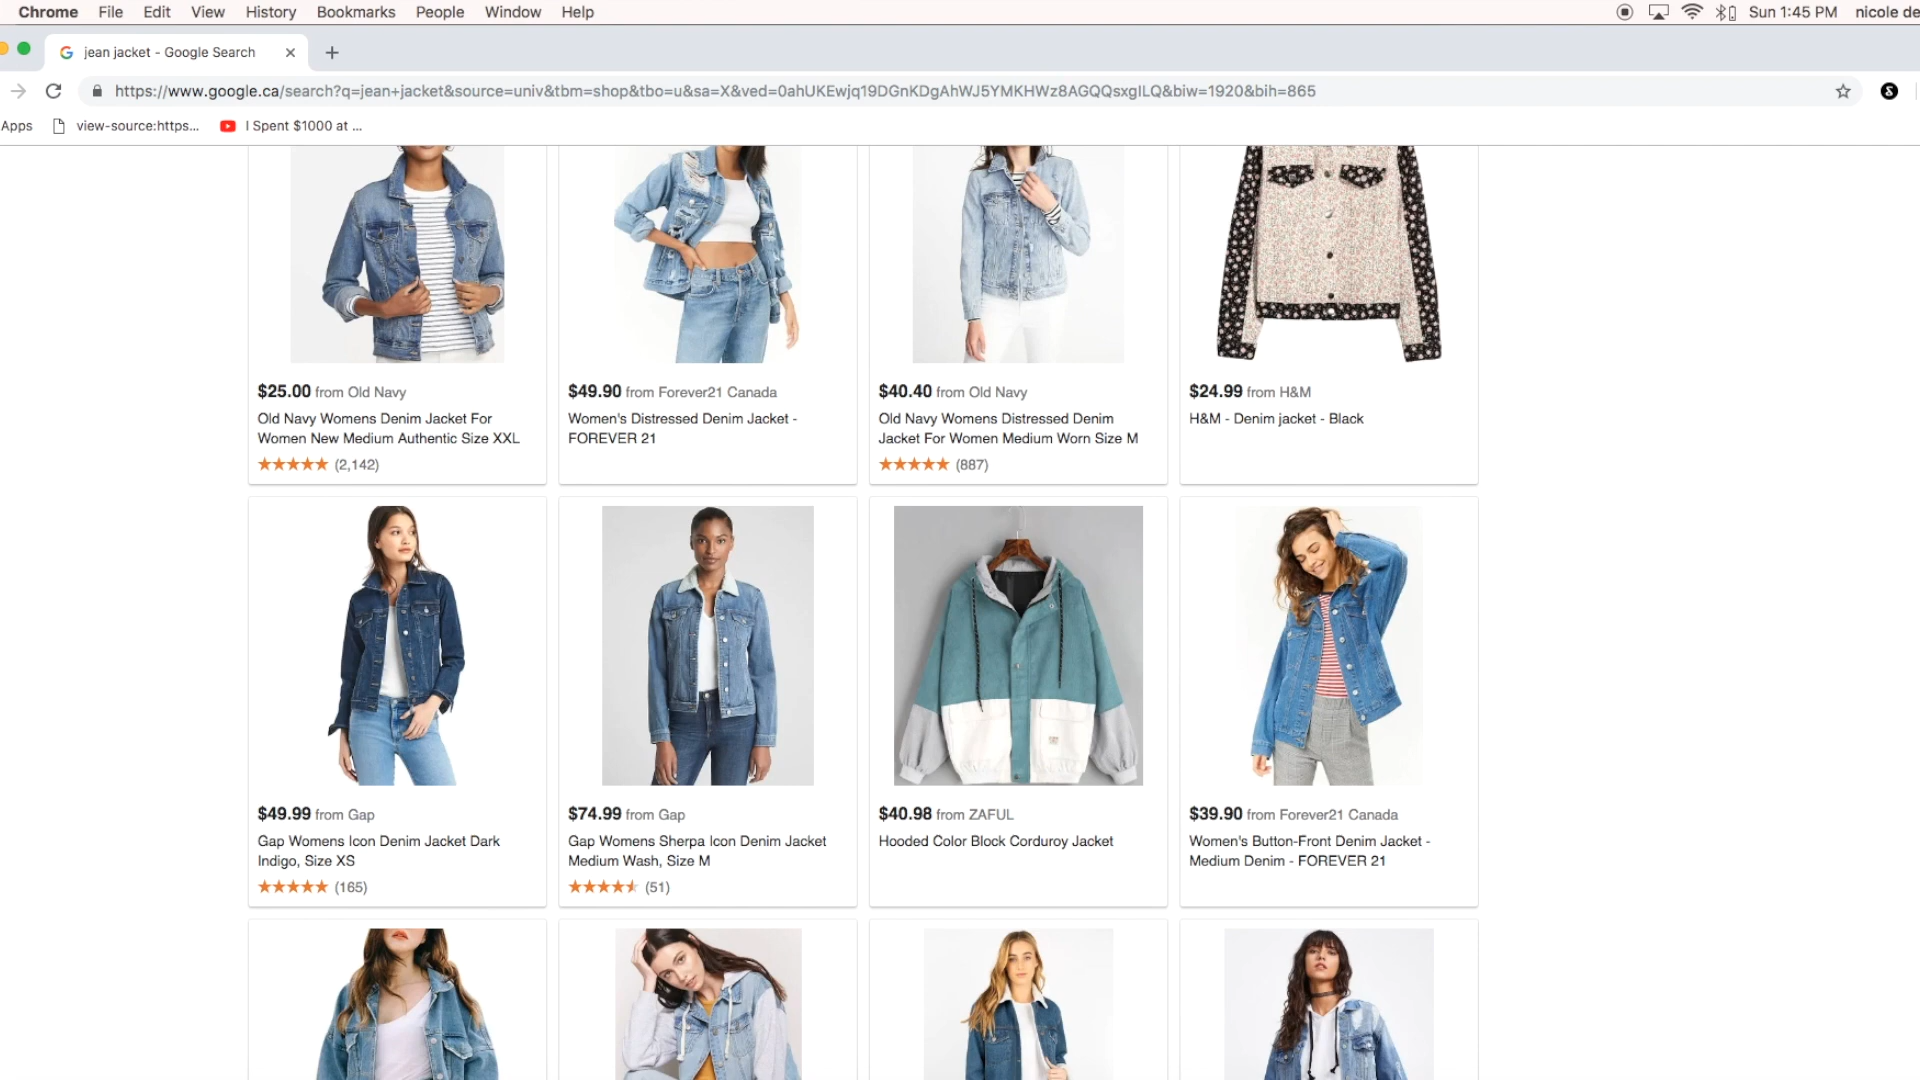 Chrome File Edit View History Bookmarks People Window Help Sun 1:45 PM nicole de
jean jacket - Google Search
https://www.google.ca/search?q=jean+jacket&source=univ&tbm=shop&tbo=u&sa=X&ved=0ahUKEwjq19DGnKDgAhWJ5YMKHWz8AGQQsxgILQ&biw=1920&bih=865
Apps view-source:https... I Spent $1000 at ...
$25.00 from Old Navy
Old Navy Womens Denim Jacket For
Women New Medium Authentic Size XXL
(2,142)
$49.90 from Forever21 Canada
Women's Distressed Denim Jacket -
FOREVER 21
$40.40 from Old Navy
Old Navy Womens Distressed Denim
Jacket For Women Medium Worn Size M
(887)
$24.99 from H&M
H&M - Denim jacket - Black
$49.99 from Gap
Gap Womens Icon Denim Jacket Dark
Indigo, Size XS
(165)
$74.99 from Gap
Gap Womens Sherpa Icon Denim Jacket
Medium Wash, Size M
(51)
$40.98 from ZAFUL
Hooded Color Block Corduroy Jacket
$39.90 from Forever21 Canada
Women's Button-Front Denim Jacket -
Medium Denim - FOREVER 21